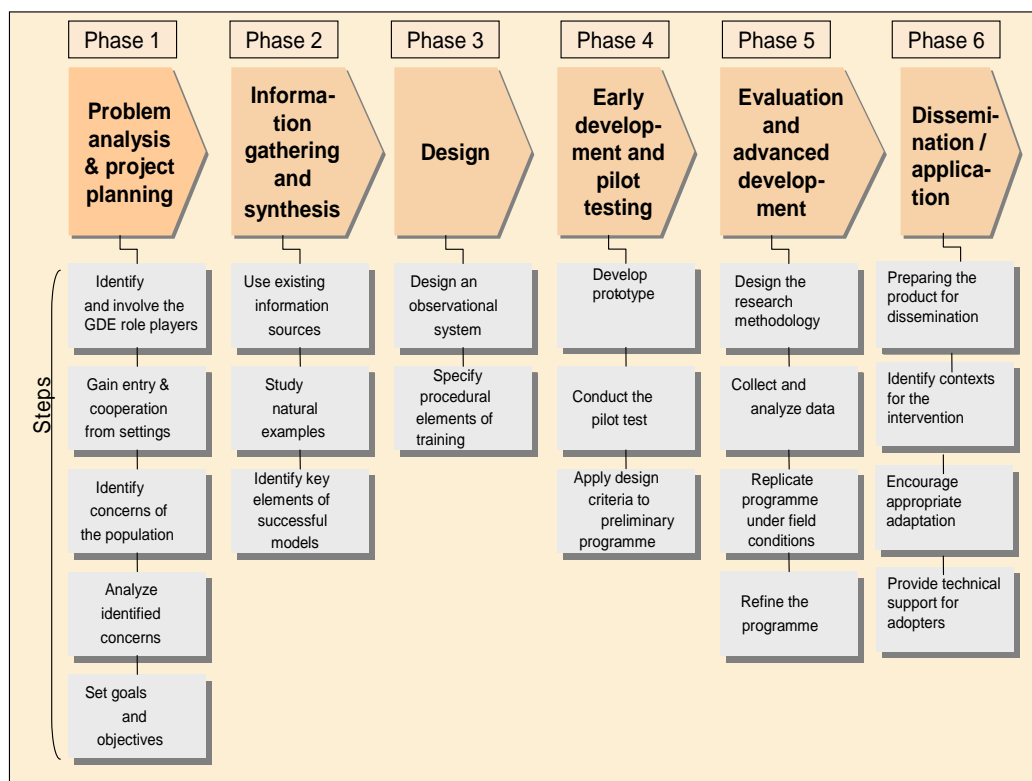 Phase 1
Phase 2
Phase 3
Phase 4
Phase 5
Phase 6
Problem
analysis
& project
planning
Informa-
tion
gathering
and
synthesis
Design
Early
develop-
ment and
pilot
testing
Evaluation
and
advanced
develop-
ment
Dissemi-
nation /
applica-
tion
Steps
Identify
and involve the
GDE role players
Gain entry &
cooperation
from settings
Identify
concerns of
the population
Analyze
identified
concerns
Set goals
and
objectives
Use existing
information
sources
Study
natural
examples
Identify key
elements of
successful
models
Design an
observational
system
Specify
procedural
elements of
training
Develop
prototype
Conduct the
pilot test
Apply design
criteria to
preliminary
programme
Design the
research
methodology
Collect and
analyze data
Replicate
programme
under field
conditions
Refine the
programme
Preparing the
product for
dissemination
Identify contexts
for the
intervention
Encourage
appropriate
adaptation
Provide technical
support for
adopters